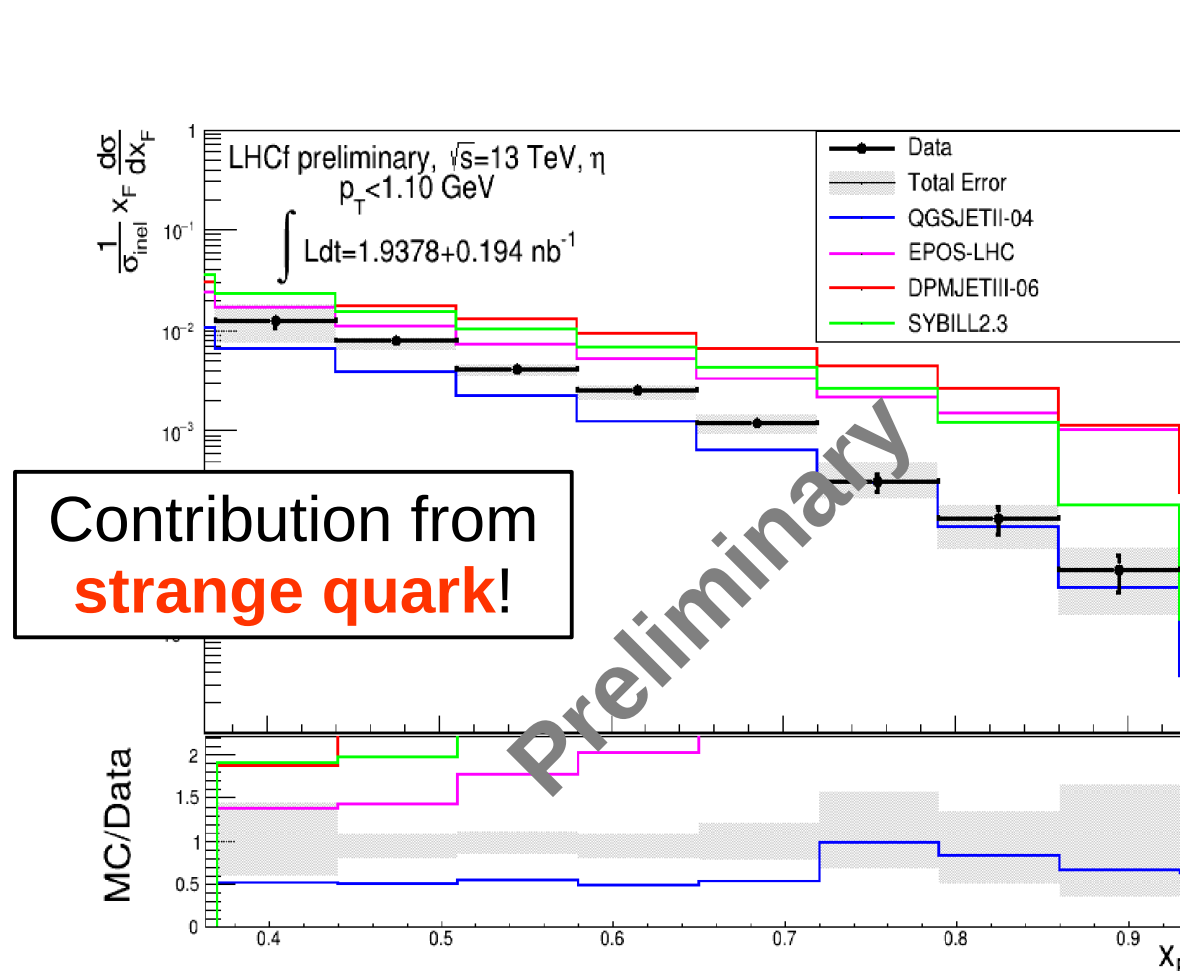 1/σ_inel x_F dσ/dx_F
LHCf preliminary, √s=13 TeV, η
p_T<1.10 GeV
∫ Ldt=1.9378+0.194 nb⁻¹
Data
Total Error
QGSJETII-04
EPOS-LHC
DPMJETIII-06
SYBILL2.3
1
10⁻¹
10⁻²
10⁻³
Contribution from
strange quark!
Preliminary
MC/Data
2
1.5
1
0.5
0
0.4 0.5 0.6 0.7 0.8 0.9